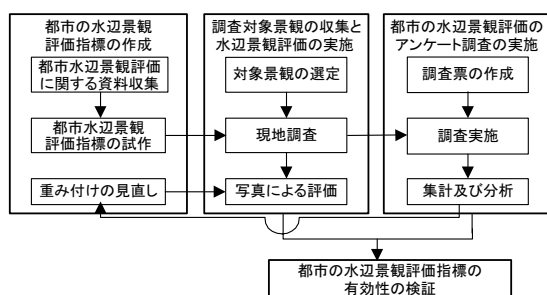 都市の水辺景観
評価指標の作成
都市水辺景観評価
に関する資料収集
都市水辺景観
評価指標の試作
重み付けの見直し
調査対象景観の収集と
水辺景観評価の実施
対象景観の選定
現地調査
写真による評価
都市の水辺景観評価の
アンケート調査の実施
調査票の作成
調査実施
集計及び分析
都市の水辺景観評価指標の
有効性の検証